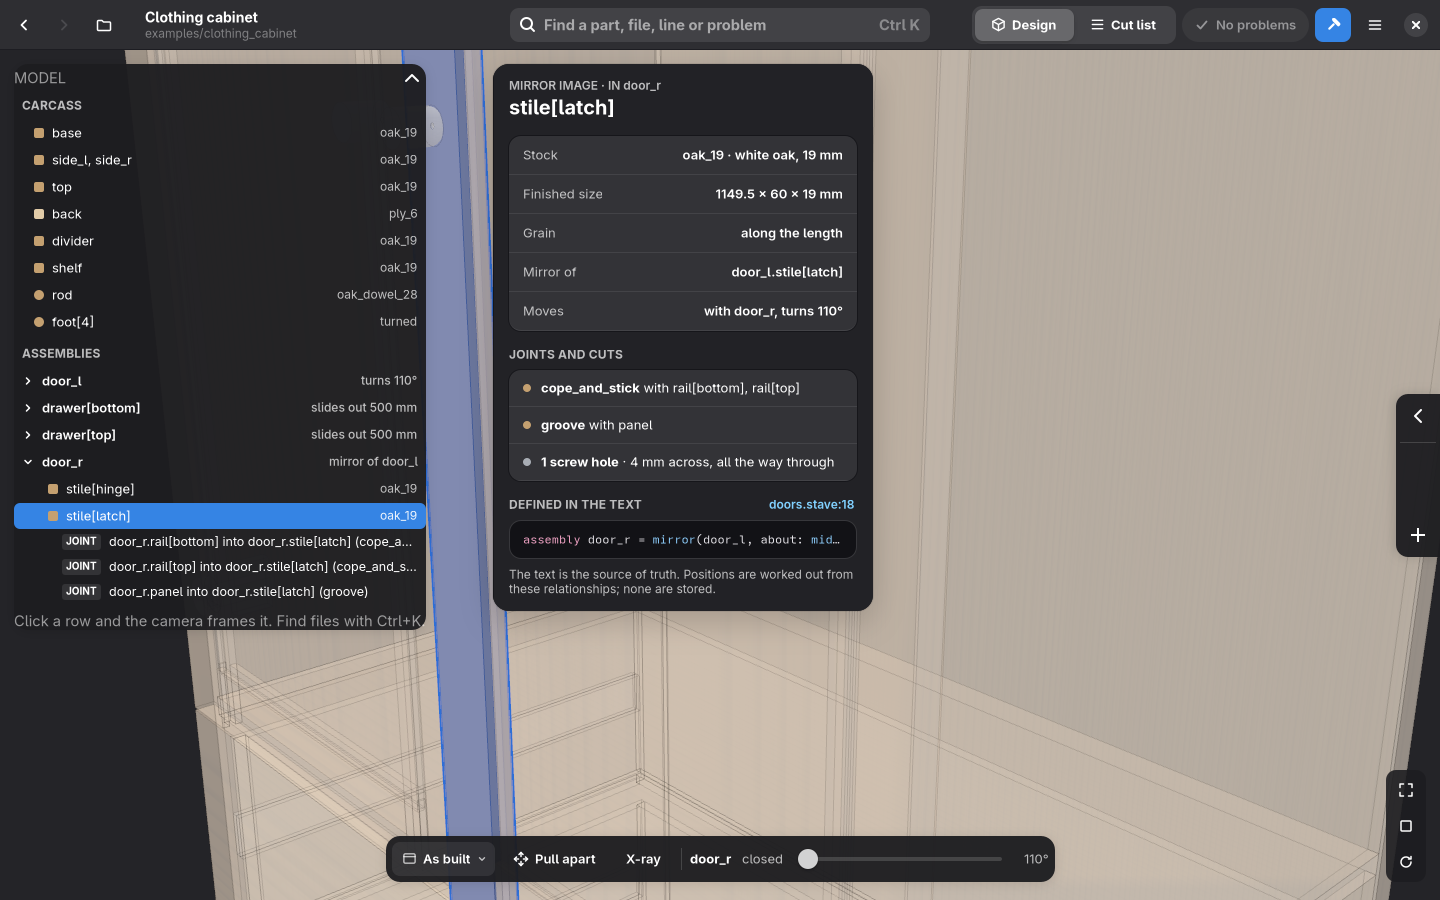 Clothing cabinet
examples/clothing_cabinet
Find a part, file, line or problem
Ctrl K
Design
Cut list
No problems
MODEL
CARCASS
base oak_19
side_l, side_r oak_19
top oak_19
back ply_6
divider oak_19
shelf oak_19
rod oak_dowel_28
foot[4] turned
ASSEMBLIES
door_l turns 110°
drawer[bottom] slides out 500 mm
drawer[top] slides out 500 mm
door_r mirror of door_l
stile[hinge] oak_19
stile[latch] oak_19
JOINT door_r.rail[bottom] into door_r.stile[latch] (cope_a...
JOINT door_r.rail[top] into door_r.stile[latch] (cope_and_s...
JOINT door_r.panel into door_r.stile[latch] (groove)
Click a row and the camera frames it. Find files with Ctrl+K.
MIRROR IMAGE · IN door_r
stile[latch]
Stock oak_19 · white oak, 19 mm
Finished size 1149.5 × 60 × 19 mm
Grain along the length
Mirror of door_l.stile[latch]
Moves with door_r, turns 110°
JOINTS AND CUTS
cope_and_stick with rail[bottom], rail[top]
groove with panel
1 screw hole · 4 mm across, all the way through
DEFINED IN THE TEXT doors.stave:18
assembly door_r = mirror(door_l, about: mid…
The text is the source of truth. Positions are worked out from
these relationships; none are stored.
As built
Pull apart
X-ray
door_r closed 110°